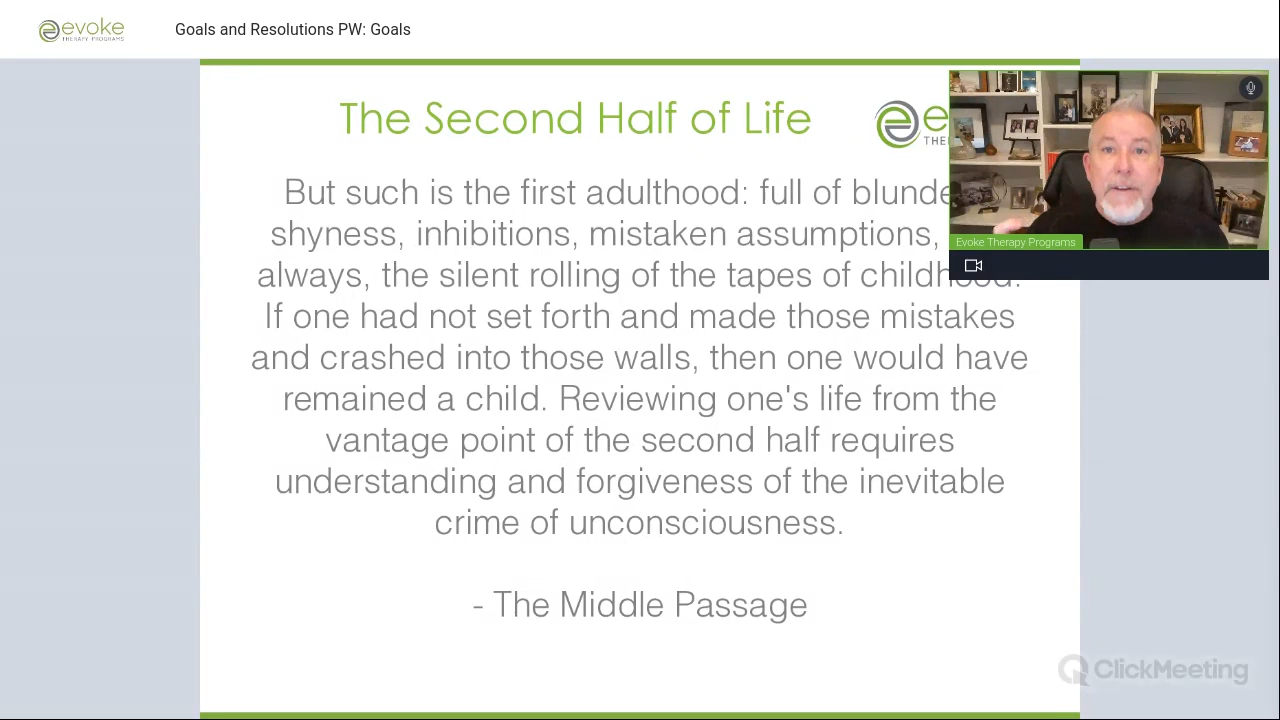 evoke
THERAPY PROGRAMS
Goals and Resolutions PW: Goals
The Second Half of Life
But such is the first adulthood: full of
shyness, inhibitions, mistaken assumptions,
always, the silent rolling of the tapes of
If one had not set forth and made those mistakes
and crashed into those walls, then one would have
remained a child. Reviewing one's life from the
vantage point of the second half requires
understanding and forgiveness of the inevitable
crime of unconsciousness.
- The Middle Passage
Evoke Therapy Programs
ClickMeeting